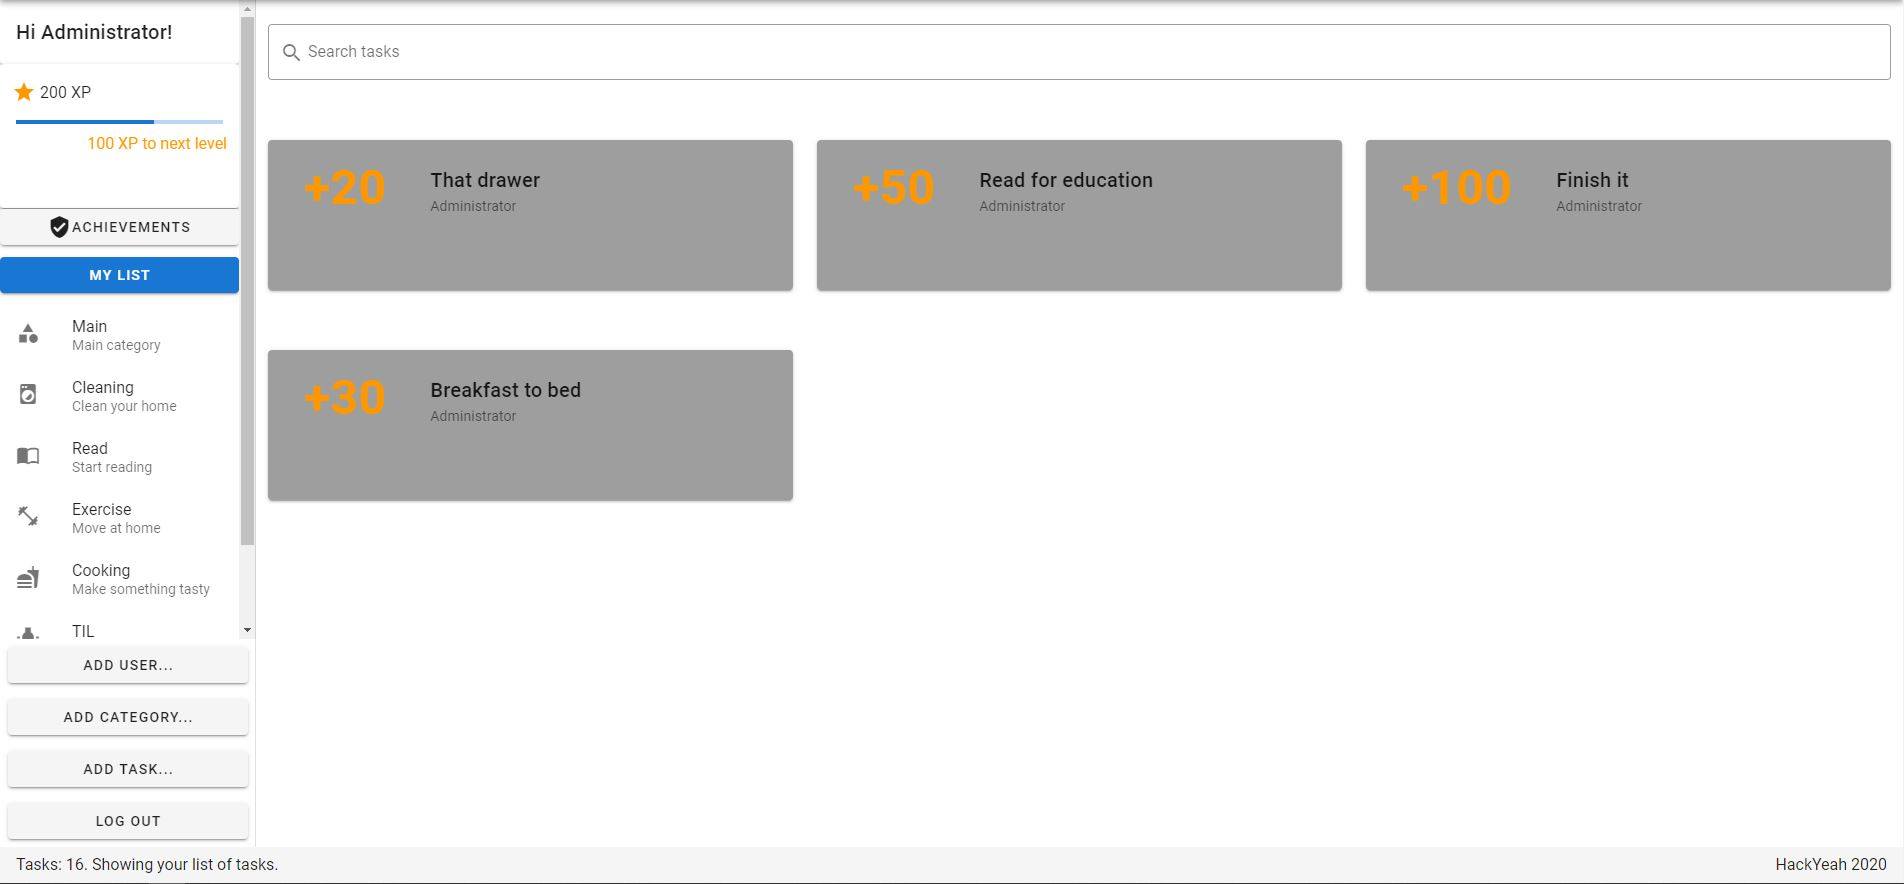 Hi Administrator!
200 XP
100 XP to next level
ACHIEVEMENTS
MY LIST
Main
Main category
Cleaning
Clean your home
Read
Start reading
Exercise
Move at home
Cooking
Make something tasty
TIL
ADD USER...
ADD CATEGORY...
ADD TASK...
LOG OUT
Search tasks
+20
That drawer
Administrator
+50
Read for education
Administrator
+100
Finish it
Administrator
+30
Breakfast to bed
Administrator
Tasks: 16. Showing your list of tasks.
HackYeah 2020